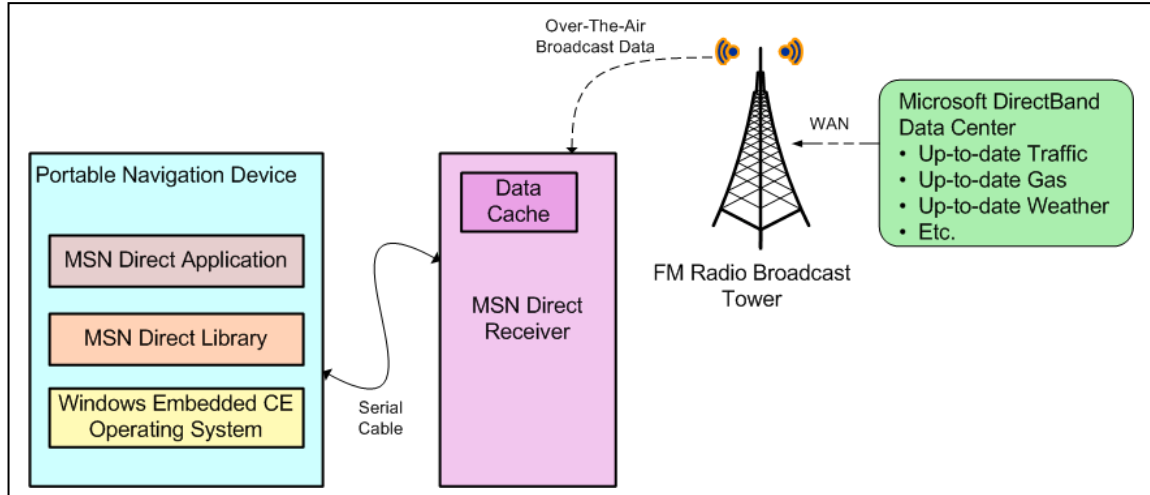 Over-The-Air
Broadcast Data
Microsoft DirectBand
Data Center
• Up-to-date Traffic
• Up-to-date Gas
• Up-to-date Weather
• Etc.
WAN
Portable Navigation Device
MSN Direct Application
MSN Direct Library
Windows Embedded CE
Operating System
Serial
Cable
Data
Cache
MSN Direct
Receiver
FM Radio Broadcast
Tower